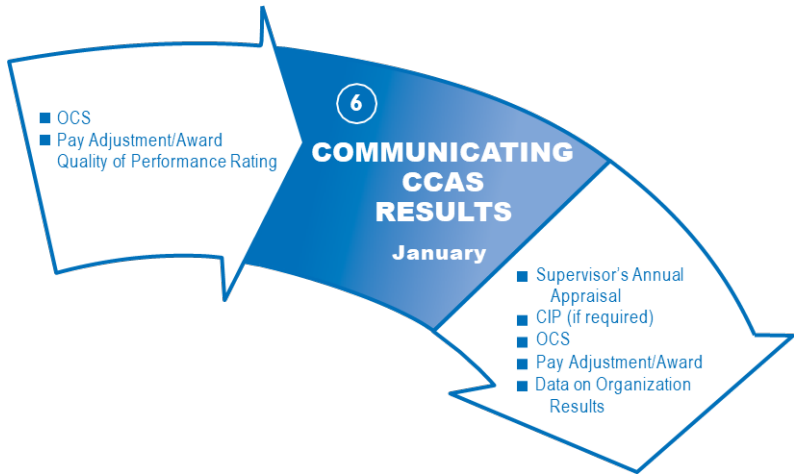 OCS
Pay Adjustment/Award
Quality of Performance Rating
6
COMMUNICATING
CCAS
RESULTS
January
Supervisor's Annual
Appraisal
CIP (if required)
OCS
Pay Adjustment/Award
Data on Organization
Results